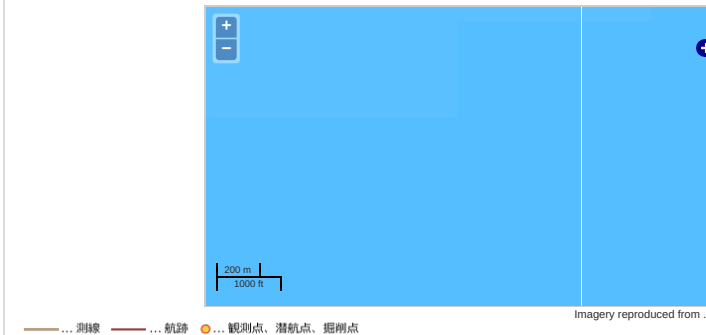 +
−
200 m
1000 ft
Imagery reproduced from .
... 測線 ... 航跡 ... 観測点、潜航点、掘削点